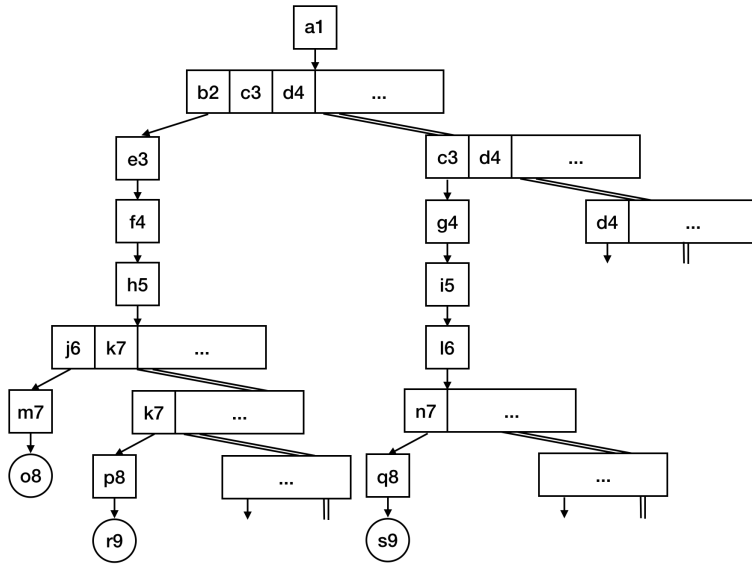 a1
b2 c3 d4 ...
e3 c3 d4 ...
f4 g4 d4 ...
h5 i5
j6 k7 ... l6
m7 k7 ... n7 ...
o8 p8 ... q8 ...
r9 s9